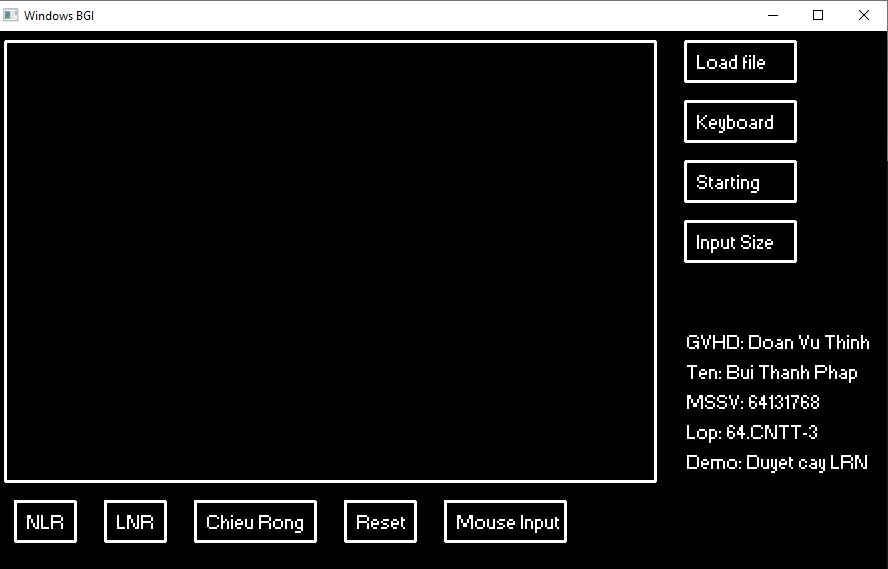 Windows BGI
Load file
Keyboard
Starting
Input Size
GVHD: Doan Vu Thinh
Ten: Bui Thanh Phap
MSSV: 64131768
Lop: 64.CNTT-3
Demo: Duyet cay LRN
NLR
LNR
Chieu Rong
Reset
Mouse Input